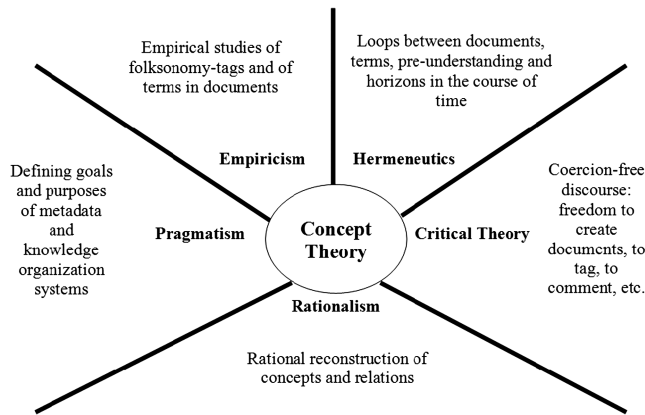 Empirical studies of
folksonomy-tags and of
terms in documents
Loops between documents,
terms, pre-understanding and
horizons in the course of
time
Empiricism
Hermeneutics
Defining goals
and purposes
of metadata
and
knowledge
organization
systems
Pragmatism
Concept
Theory
Critical Theory
Coercion-free
discourse:
freedom to
create
documents, to
tag, to
comment, etc.
Rationalism
Rational reconstruction of
concepts and relations